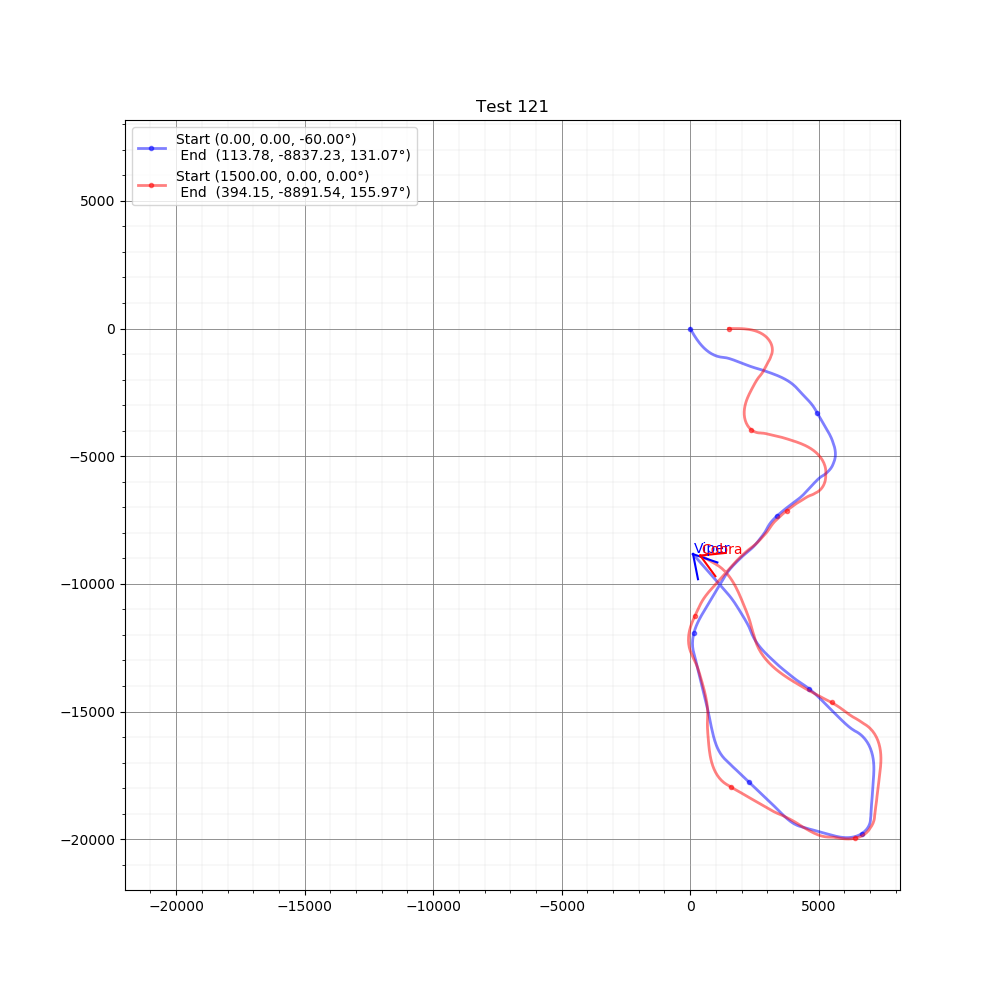 Test 121
Start (0.00, 0.00, -60.00°)
End  (113.78, -8837.23, 131.07°)
Start (1500.00, 0.00, 0.00°)
End  (394.15, -8891.54, 155.97°)
5000
0
−5000
Viper
Cobra
−10000
−15000
−20000
−20000
−15000
−10000
−5000
0
5000